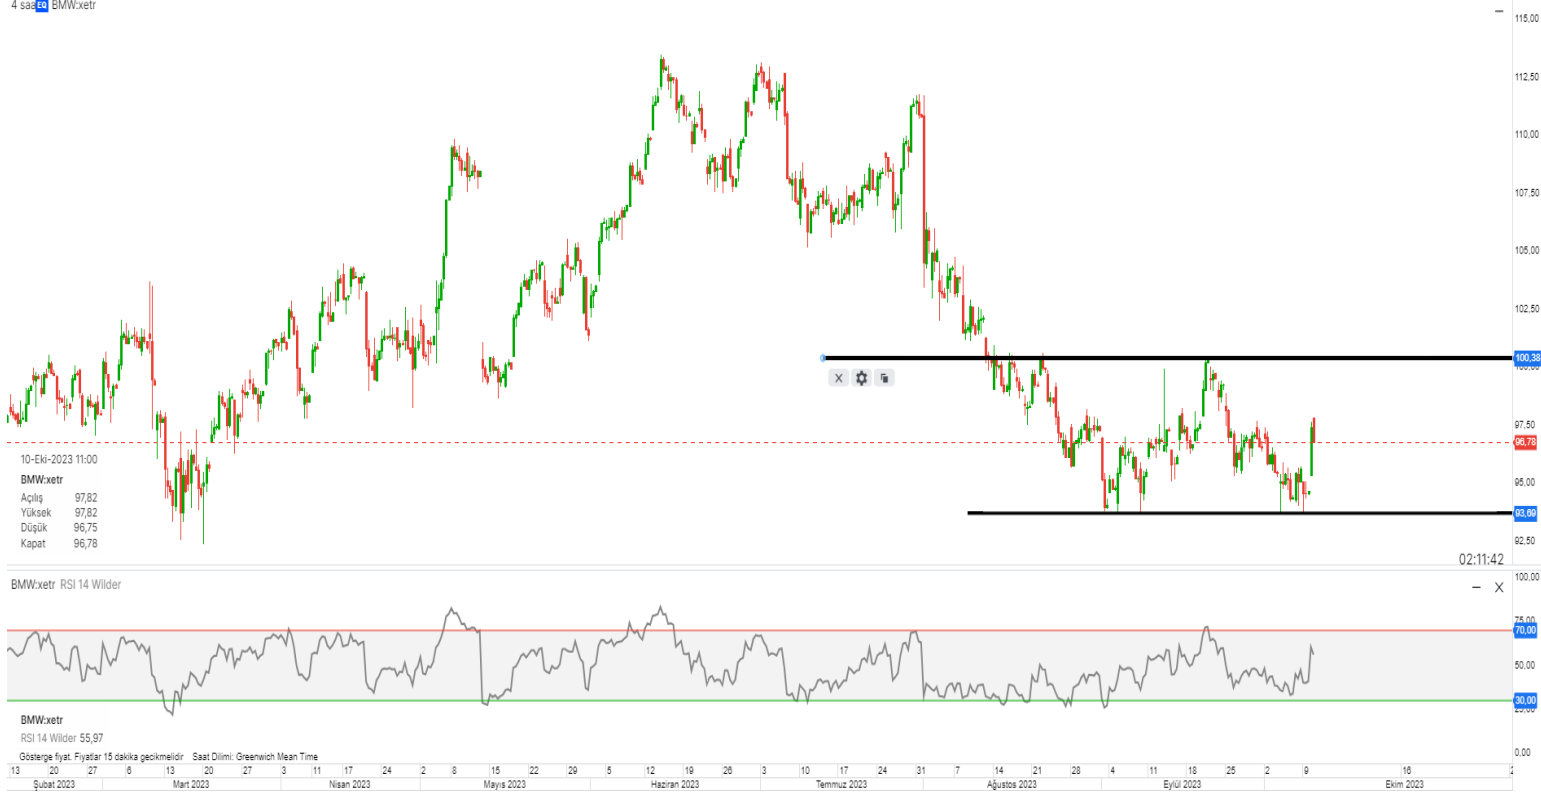 4 saa EQ BMW:xetr
115,00
112,50
110,00
107,50
105,00
102,50
100,38
100,00
97,50
96,78
95,00
93,69
92,50
10-Eki-2023 11:00
BMW:xetr
Açılış 97,82
Yüksek 97,82
Düşük 96,75
Kapat 96,78
02:11:42
BMW:xetr RSI 14 Wilder
100,00
75,00
70,00
50,00
30,00
25,00
0,00
BMW:xetr
RSI 14 Wilder 55,97
Gösterge fiyat. Fiyatlar 15 dakika gecikmelidir Saat Dilimi: Greenwich Mean Time
13 20 27 6 13 20 27 3 11 17 24 2 8 15 22 29 5 12 19 26 3 10 17 24 31 7 14 21 28 4 11 18 25 2 9 16 2
Şubat 2023 Mart 2023 Nisan 2023 Mayıs 2023 Haziran 2023 Temmuz 2023 Ağustos 2023 Eylül 2023 Ekim 2023